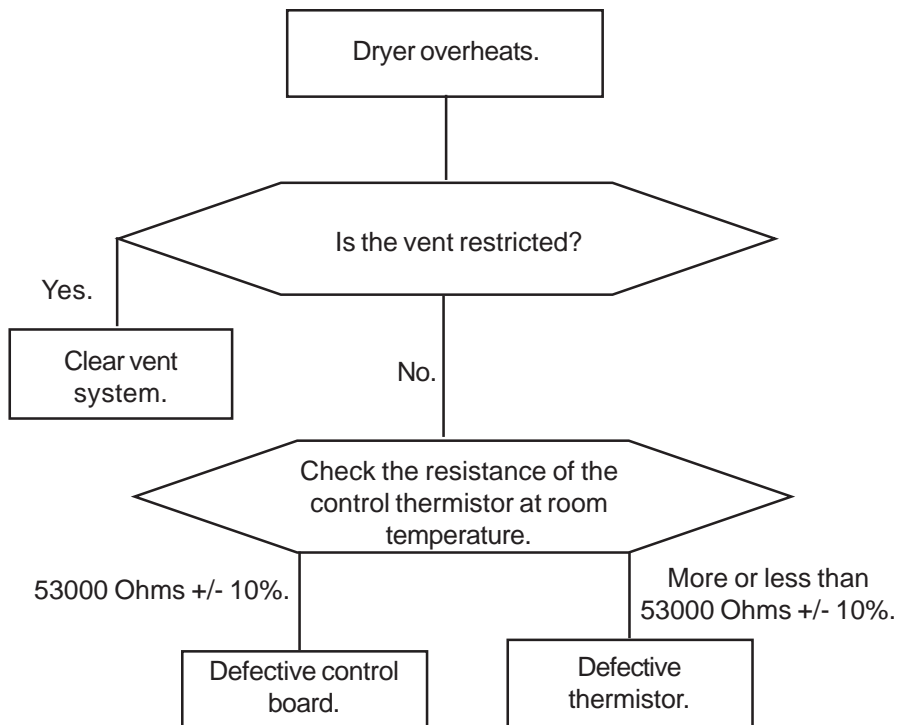 Dryer overheats.
Is the vent restricted?
Yes.
Clear vent
system.
No.
Check the resistance of the
control thermistor at room
temperature.
53000 Ohms +/- 10%.
More or less than
53000 Ohms +/- 10%.
Defective control
board.
Defective
thermistor.